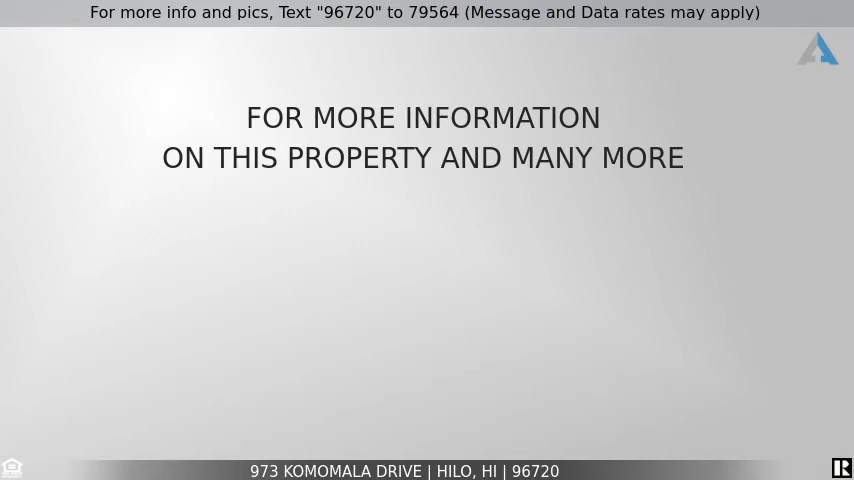 For more info and pics, Text "96720" to 79564 (Message and Data rates may apply)
FOR MORE INFORMATION
ON THIS PROPERTY AND MANY MORE
973 KOMOMALA DRIVE | HILO, HI | 96720